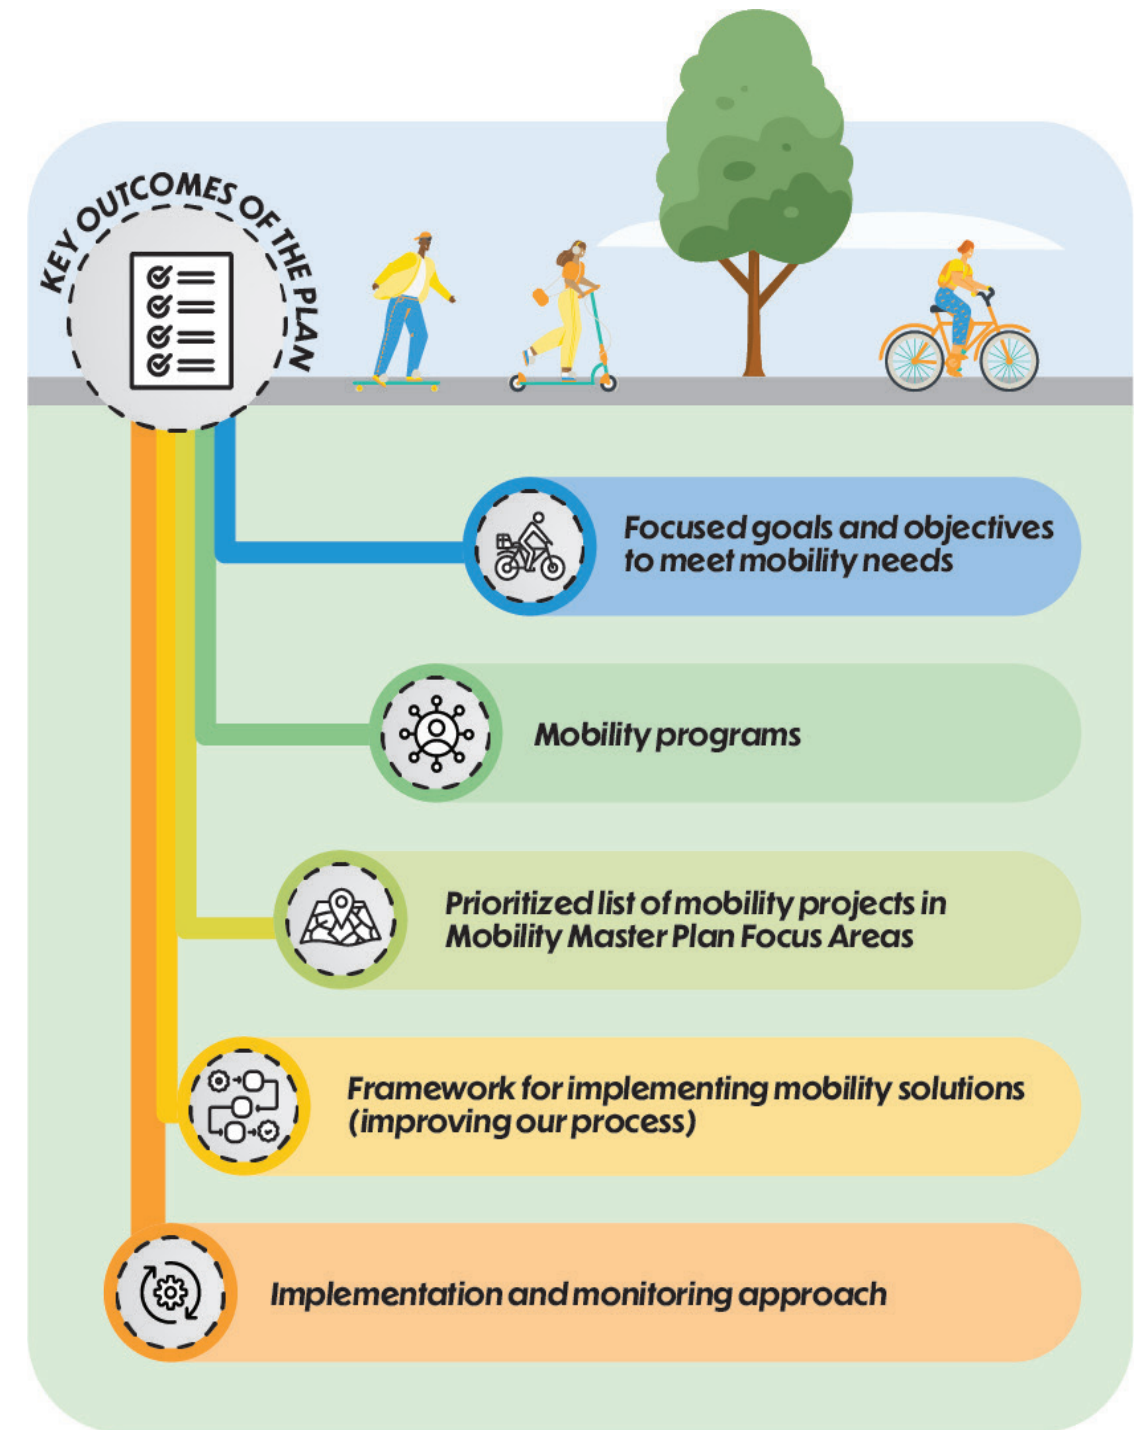 KEY OUTCOMES OF THE PLAN
Focused goals and objectives
to meet mobility needs
Mobility programs
Prioritized list of mobility projects in
Mobility Master Plan Focus Areas
Framework for implementing mobility solutions
(improving our process)
Implementation and monitoring approach